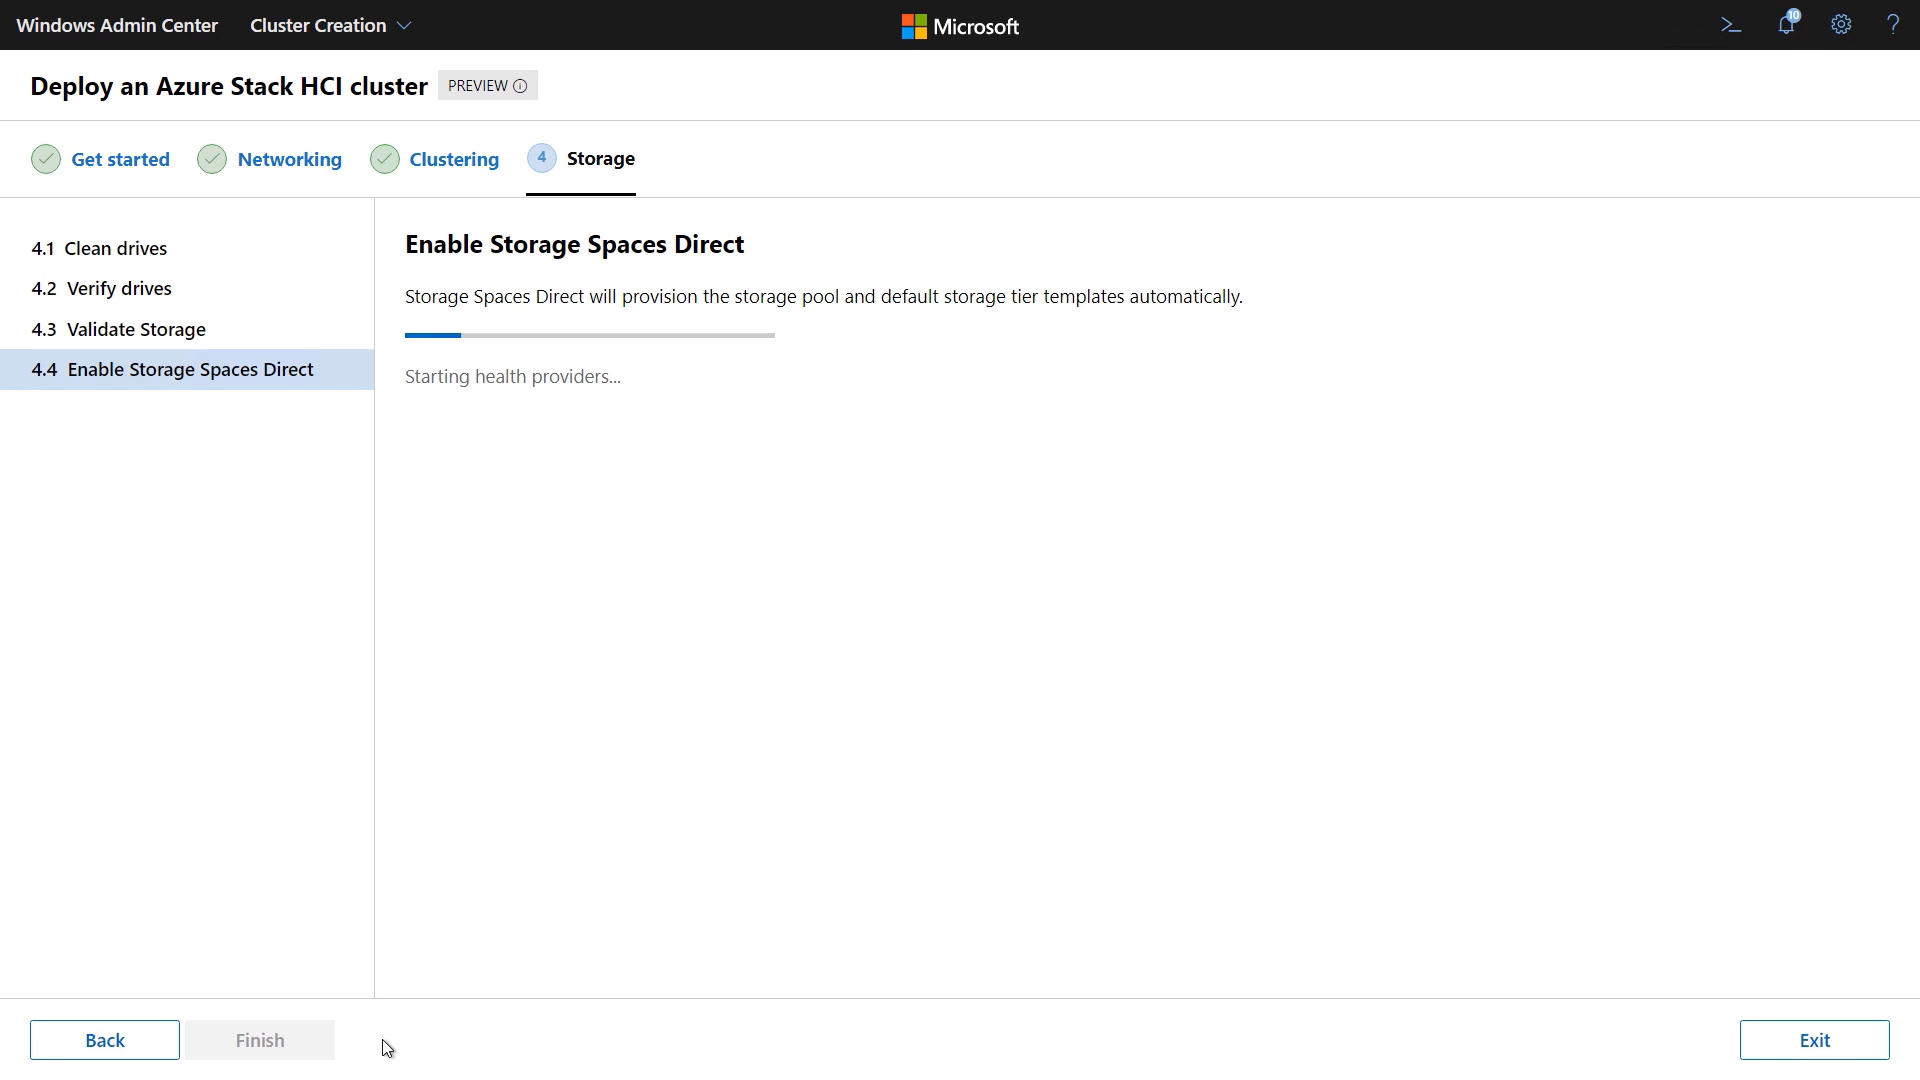 Windows Admin Center Cluster Creation Microsoft 10 ?
Deploy an Azure Stack HCI cluster PREVIEW
Get started Networking Clustering 4 Storage
4.1 Clean drives
4.2 Verify drives
4.3 Validate Storage
4.4 Enable Storage Spaces Direct
Enable Storage Spaces Direct
Storage Spaces Direct will provision the storage pool and default storage tier templates automatically.
Starting health providers...
Back Finish Exit